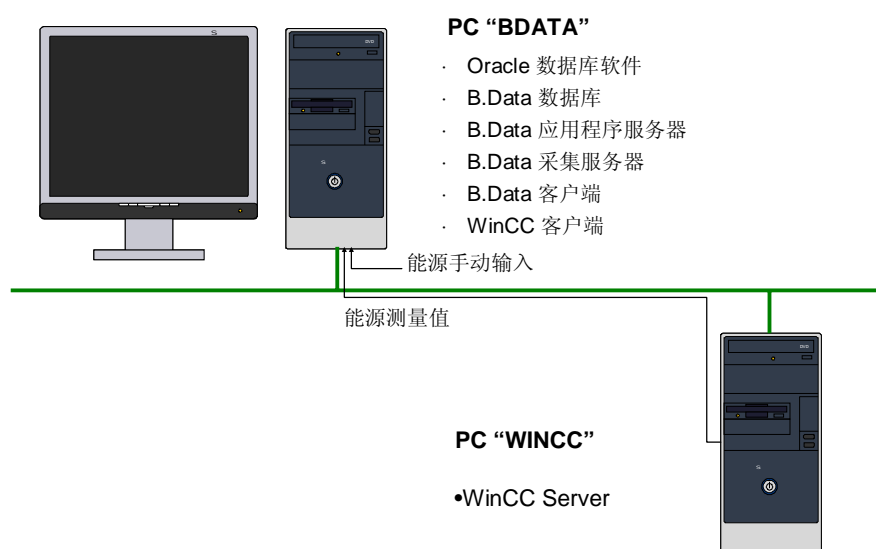 PC “BDATA”
· Oracle 数据库软件
· B.Data 数据库
· B.Data 应用程序服务器
· B.Data 采集服务器
· B.Data 客户端
· WinCC 客户端
能源手动输入
能源测量值
PC “WINCC”
•WinCC Server
S
DVD
S
DVD
S